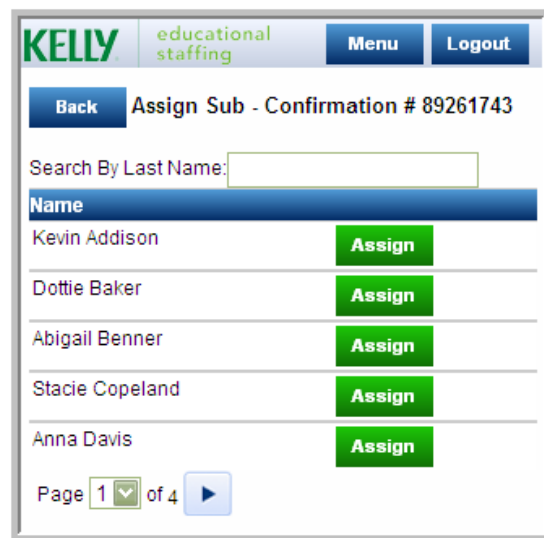 KELLY educational Menu Logout
staffing
Back Assign Sub - Confirmation # 89261743
Search By Last Name:
Name
Kevin Addison Assign
Dottie Baker Assign
Abigail Benner Assign
Stacie Copeland Assign
Anna Davis Assign
Page 1 of 4